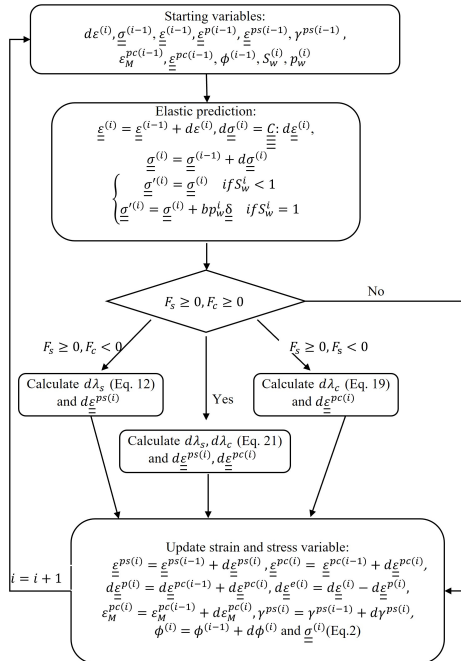 Starting variables:
dε^(i), σ^(i−1), ε^(i−1), ε^p(i−1), ε^ps(i−1), γ^ps(i−1),
ε_M^pc(i−1), ε^pc(i−1), ϕ^(i−1), S_w^(i), p_w^(i)
Elastic prediction:
ε^(i) = ε^(i−1) + dε^(i), dσ^(i) = C: dε^(i),
σ^(i) = σ^(i−1) + dσ^(i)
σ′^(i) = σ^(i) if S_w^i < 1
σ′^(i) = σ^(i) + bp_w^i δ if S_w^i = 1
F_s ≥ 0, F_c ≥ 0
No
F_s ≥ 0, F_c < 0
F_s ≥ 0, F_s < 0
Calculate dλ_s (Eq. 12)
and dε^ps(i)
Yes
Calculate dλ_c (Eq. 19)
and dε^pc(i)
Calculate dλ_s, dλ_c (Eq. 21)
and dε^ps(i), dε^pc(i)
Update strain and stress variable:
ε^ps(i) = ε^ps(i−1) + dε^ps(i), ε^pc(i) = ε^pc(i−1) + dε^pc(i),
dε^p(i) = dε^pc(i−1) + dε^pc(i), dε^e(i) = dε^(i) − dε^p(i),
i = i + 1
ε_M^pc(i) = ε_M^pc(i−1) + dε_M^pc(i), γ^ps(i) = γ^ps(i−1) + dγ^ps(i),
ϕ^(i) = ϕ^(i−1) + dϕ^(i) and σ^(i)(Eq.2)